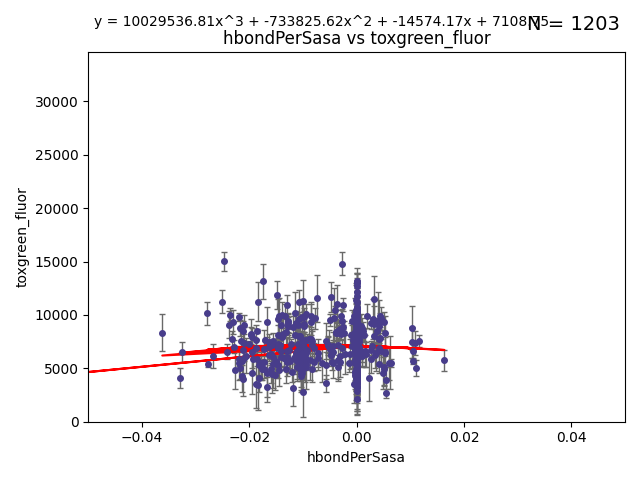 y = 10029536.81x^3 + -733825.62x^2 + -14574.17x + 7108.75
N = 1203
hbondPerSasa vs toxgreen_fluor
30000
25000
20000
15000
10000
5000
0
toxgreen_fluor
−0.04
−0.02
0.00
0.02
0.04
hbondPerSasa